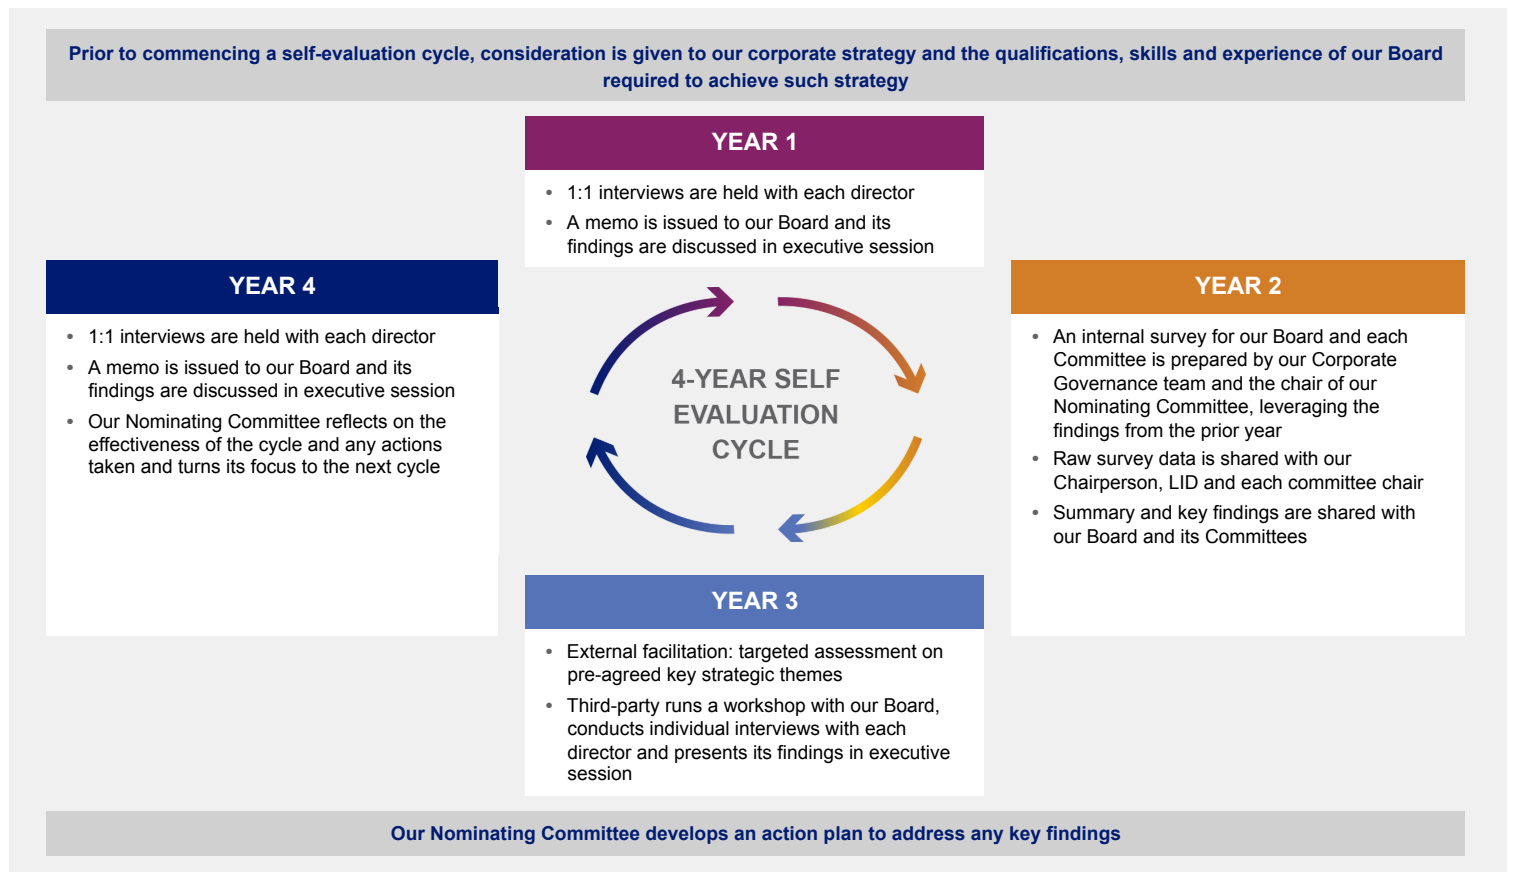 Prior to commencing a self-evaluation cycle, consideration is given to our corporate strategy and the qualifications, skills and experience of our Board
required to achieve such strategy
YEAR 1
• 1:1 interviews are held with each director
• A memo is issued to our Board and its
findings are discussed in executive session
YEAR 2
• An internal survey for our Board and each
Committee is prepared by our Corporate
Governance team and the chair of our
Nominating Committee, leveraging the
findings from the prior year
• Raw survey data is shared with our
Chairperson, LID and each committee chair
• Summary and key findings are shared with
our Board and its Committees
YEAR 3
• External facilitation: targeted assessment on
pre-agreed key strategic themes
• Third-party runs a workshop with our Board,
conducts individual interviews with each
director and presents its findings in executive
session
YEAR 4
• 1:1 interviews are held with each director
• A memo is issued to our Board and its
findings are discussed in executive session
• Our Nominating Committee reflects on the
effectiveness of the cycle and any actions
taken and turns its focus to the next cycle
4-YEAR SELF
EVALUATION
CYCLE
Our Nominating Committee develops an action plan to address any key findings